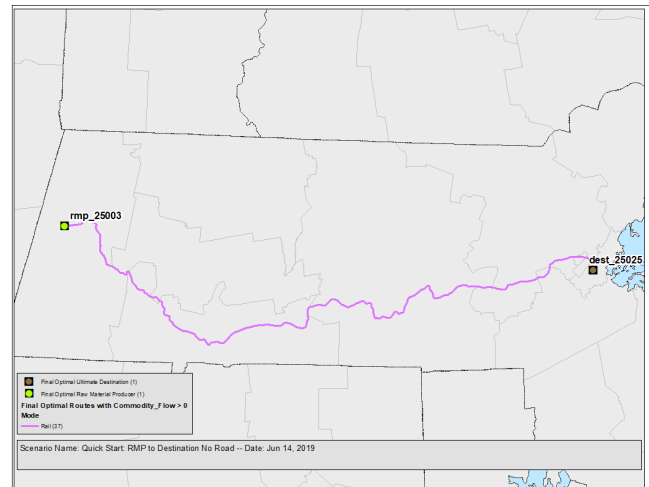 rmp_25003
dest_25025
Final Optimal Ultimate Destination (1)
Final Optimal Raw Material Producer (1)
Final Optimal Routes with Commodity_Flow > 0
Mode
Rail (37)
Scenario Name: Quick Start: RMP to Destination No Road -- Date: Jun 14, 2019